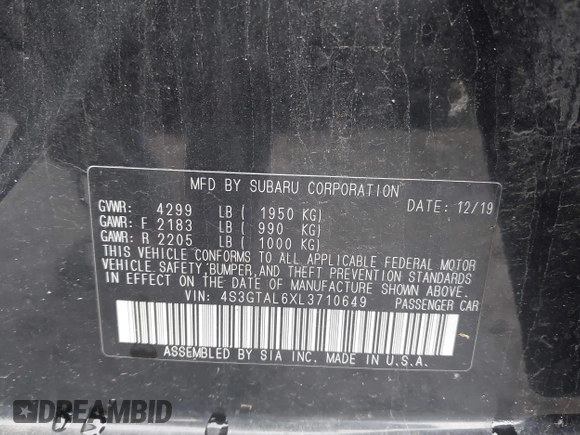 MFD BY SUBARU CORPORATION
GVWR: 4299 LB ( 1950 KG) DATE: 12/19
GAWR: F 2183 LB ( 990 KG)
GAWR: R 2205 LB ( 1000 KG)
THIS VEHICLE CONFORMS TO ALL APPLICABLE FEDERAL MOTOR
VEHICLE SAFETY, BUMPER, AND THEFT PREVENTION STANDARDS
IN EFFECT ON THE DATE OF MANUFACTURE SHOWN ABOVE.
VIN: 4S3GTAL6XL3710649 PASSENGER CAR
ASSEMBLED BY SIA INC. MADE IN U.S.A.
DREAMBID